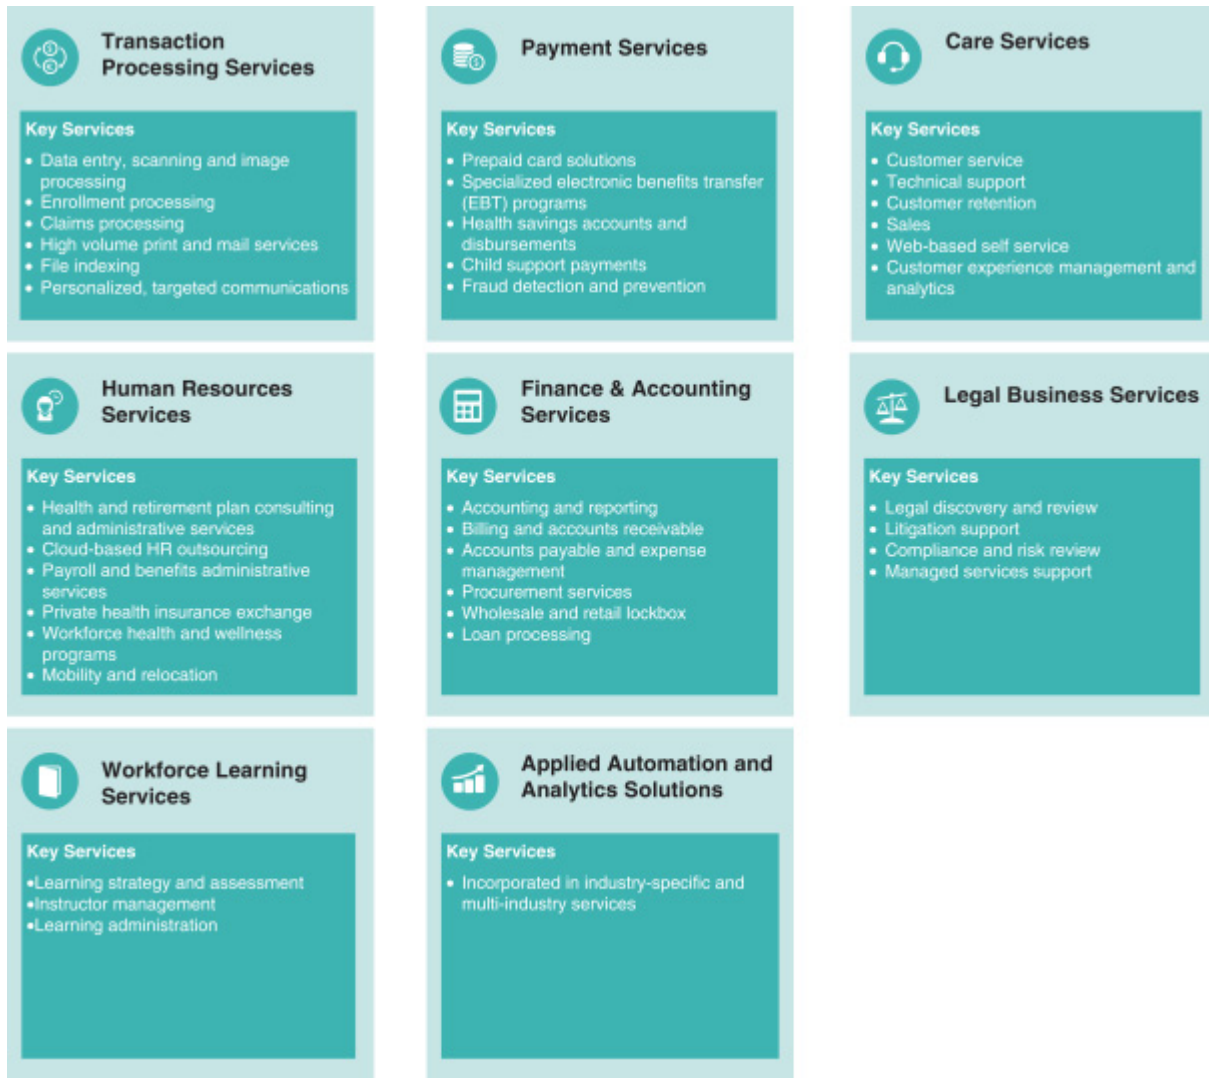 Transaction
Processing Services
Key Services
• Data entry, scanning and image
processing
• Enrollment processing
• Claims processing
• High volume print and mail services
• File indexing
• Personalized, targeted communications
Payment Services
Key Services
• Prepaid card solutions
• Specialized electronic benefits transfer
(EBT) programs
• Health savings accounts and
disbursements
• Child support payments
• Fraud detection and prevention
Care Services
Key Services
• Customer service
• Technical support
• Customer retention
• Sales
• Web-based self service
• Customer experience management and
analytics
Human Resources
Services
Key Services
• Health and retirement plan consulting
and administrative services
• Cloud-based HR outsourcing
• Payroll and benefits administrative
services
• Private health insurance exchange
• Workforce health and wellness
programs
• Mobility and relocation
Finance & Accounting
Services
Key Services
• Accounting and reporting
• Billing and accounts receivable
• Accounts payable and expense
management
• Procurement services
• Wholesale and retail lockbox
• Loan processing
Legal Business Services
Key Services
• Legal discovery and review
• Litigation support
• Compliance and risk review
• Managed services support
Workforce Learning
Services
Key Services
•Learning strategy and assessment
•Instructor management
•Learning administration
Applied Automation and
Analytics Solutions
Key Services
• Incorporated in industry-specific and
multi-industry services